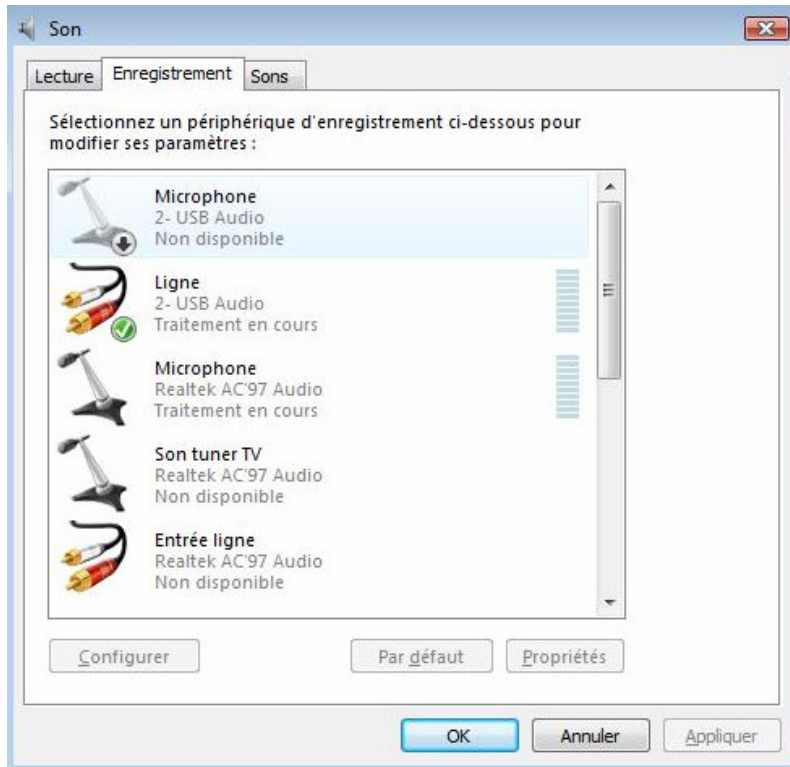 Son
Lecture Enregistrement Sons
Sélectionnez un périphérique d'enregistrement ci-dessous pour
modifier ses paramètres :
Microphone
2- USB Audio
Non disponible
Ligne
2- USB Audio
Traitement en cours
Microphone
Realtek AC'97 Audio
Traitement en cours
Son tuner TV
Realtek AC'97 Audio
Non disponible
Entrée ligne
Realtek AC'97 Audio
Non disponible
Configurer Par défaut Propriétés
OK Annuler Appliquer